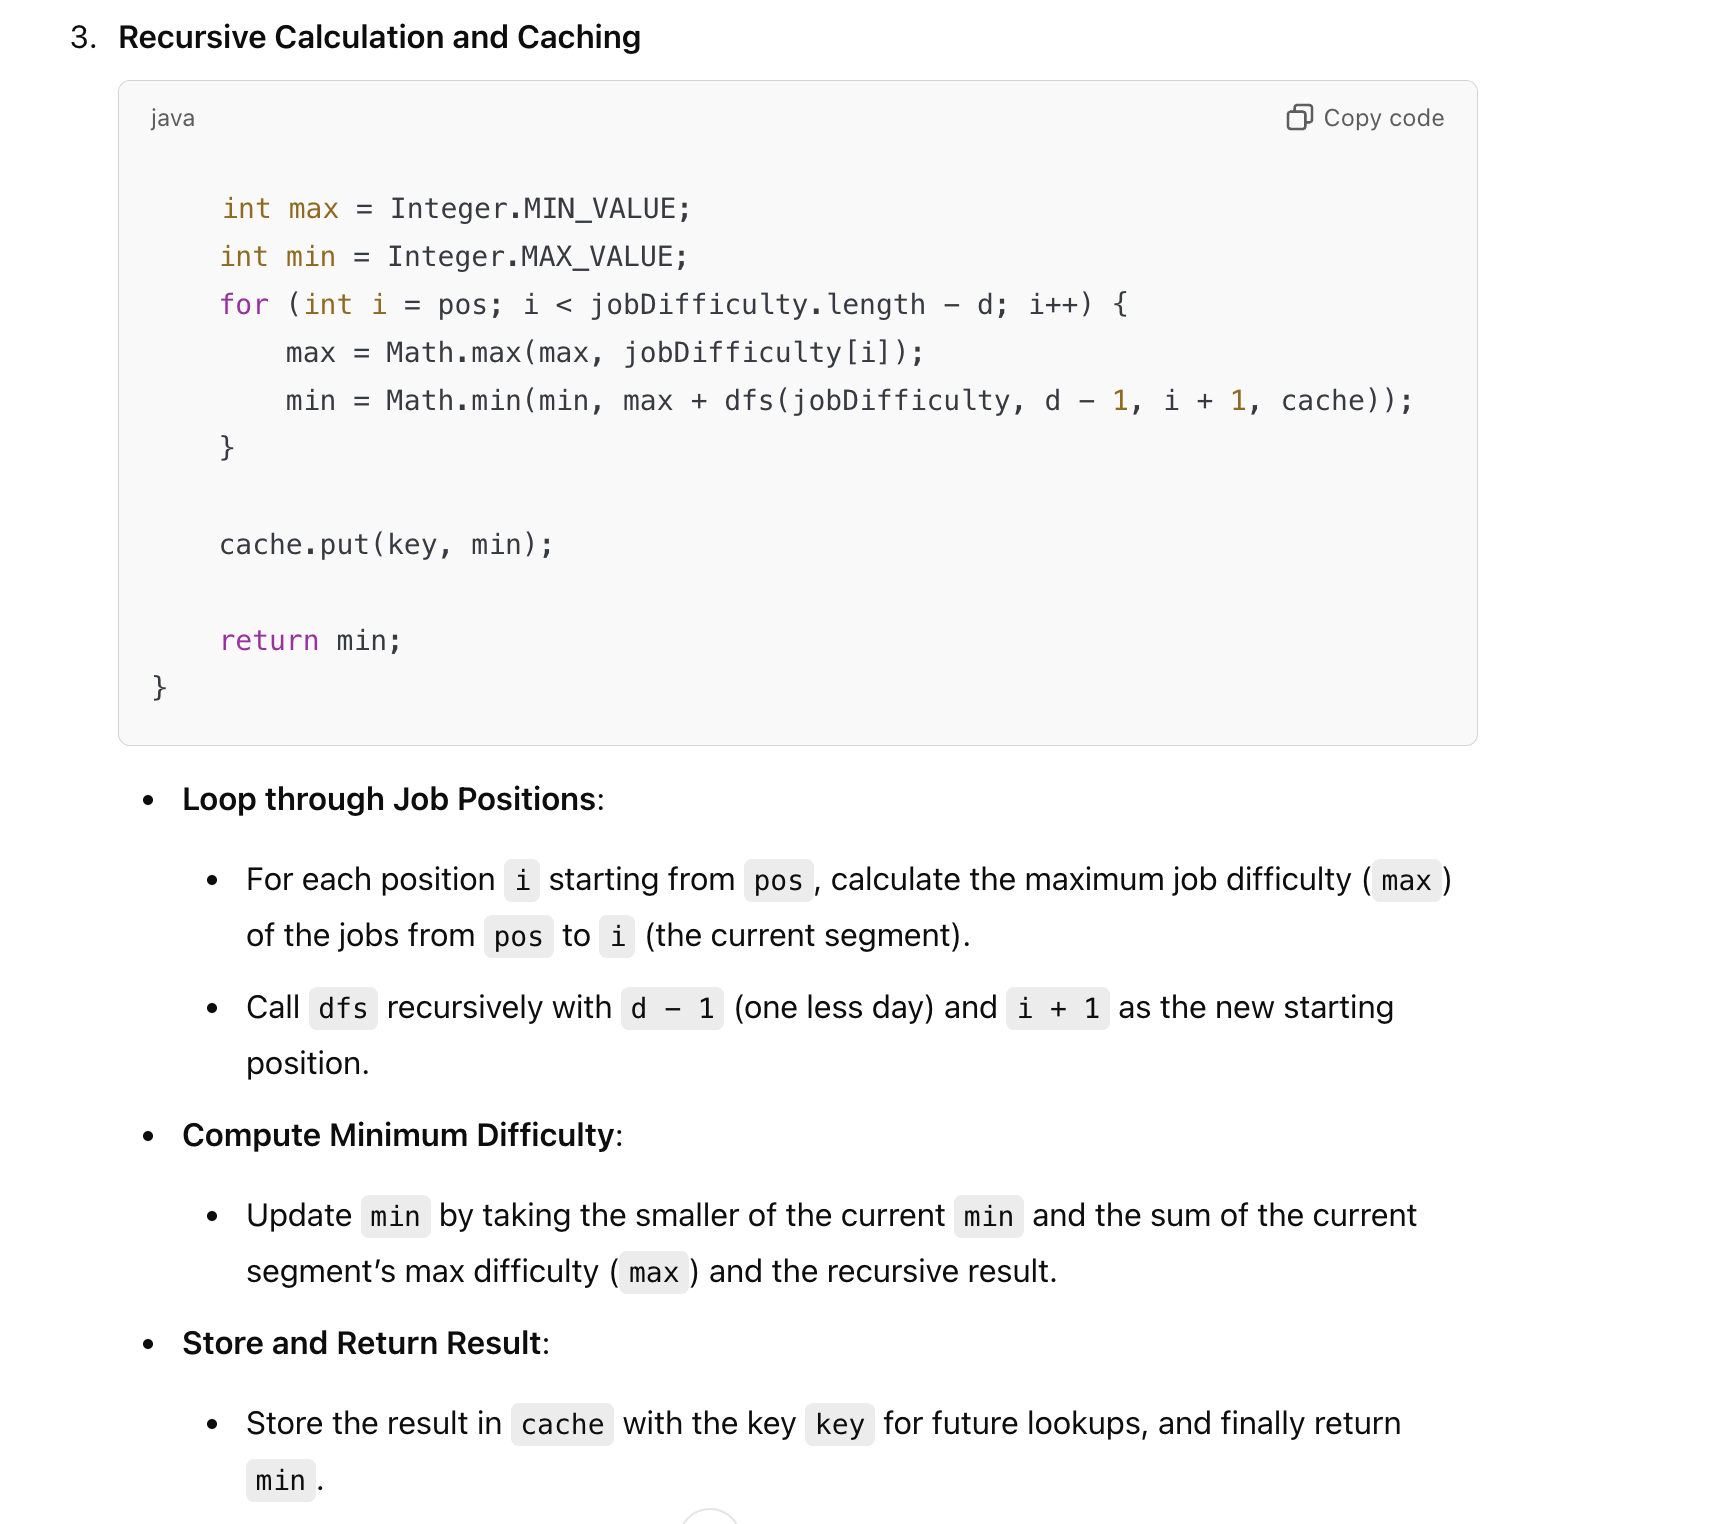 3. Recursive Calculation and Caching
java
Copy code
int max = Integer.MIN_VALUE;
int min = Integer.MAX_VALUE;
for (int i = pos; i < jobDifficulty.length - d; i++) {
max = Math.max(max, jobDifficulty[i]);
min = Math.min(min, max + dfs(jobDifficulty, d - 1, i + 1, cache));
}
cache.put(key, min);
return min;
}
• Loop through Job Positions:
• For each position i starting from pos, calculate the maximum job difficulty (max)
of the jobs from pos to i (the current segment).
• Call dfs recursively with d - 1 (one less day) and i + 1 as the new starting
position.
• Compute Minimum Difficulty:
• Update min by taking the smaller of the current min and the sum of the current
segment’s max difficulty (max) and the recursive result.
• Store and Return Result:
• Store the result in cache with the key key for future lookups, and finally return
min.